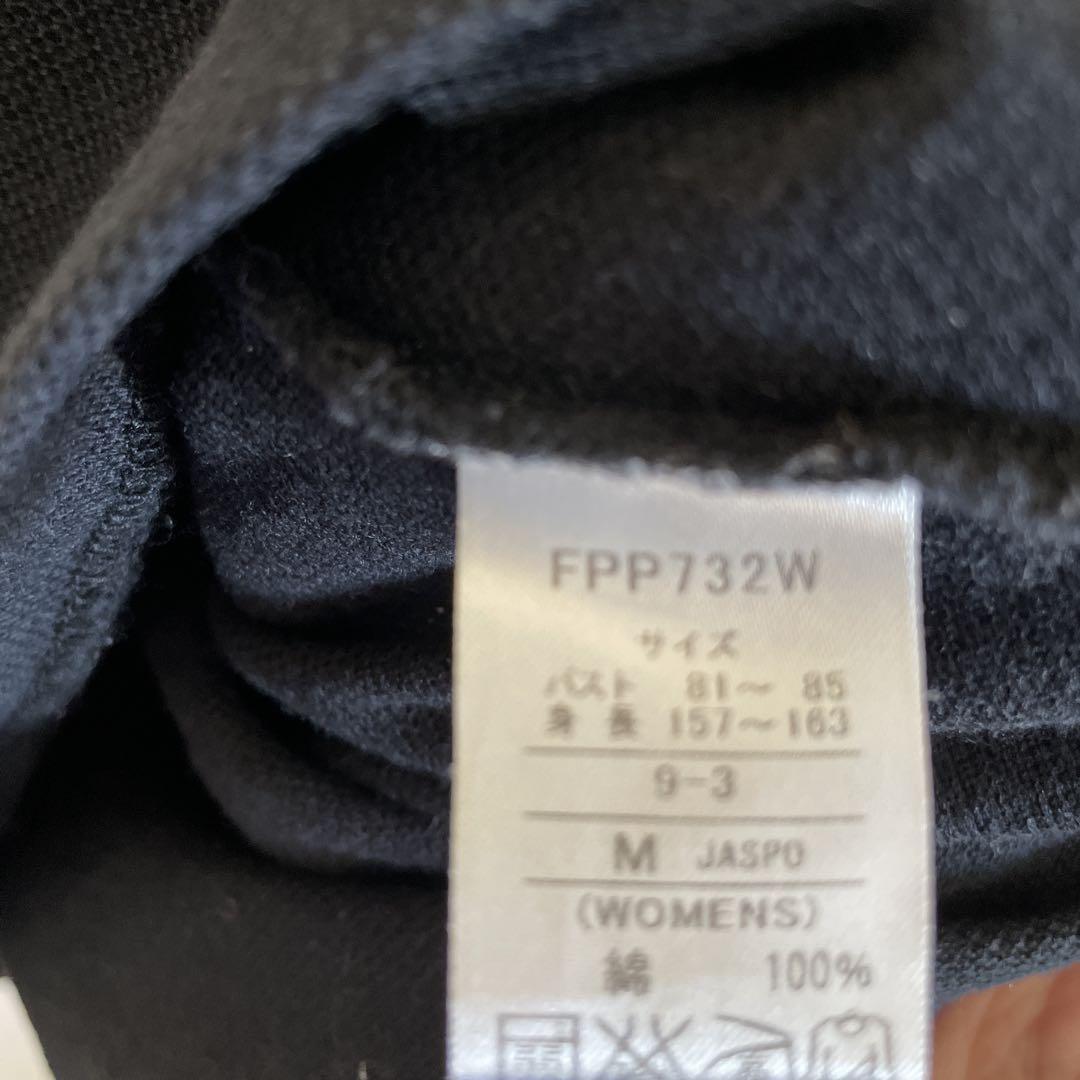 FPP732W
サイズ
バスト 81〜 85
身長 157〜163
9-3
M JASPO
(WOMENS)
綿 100%